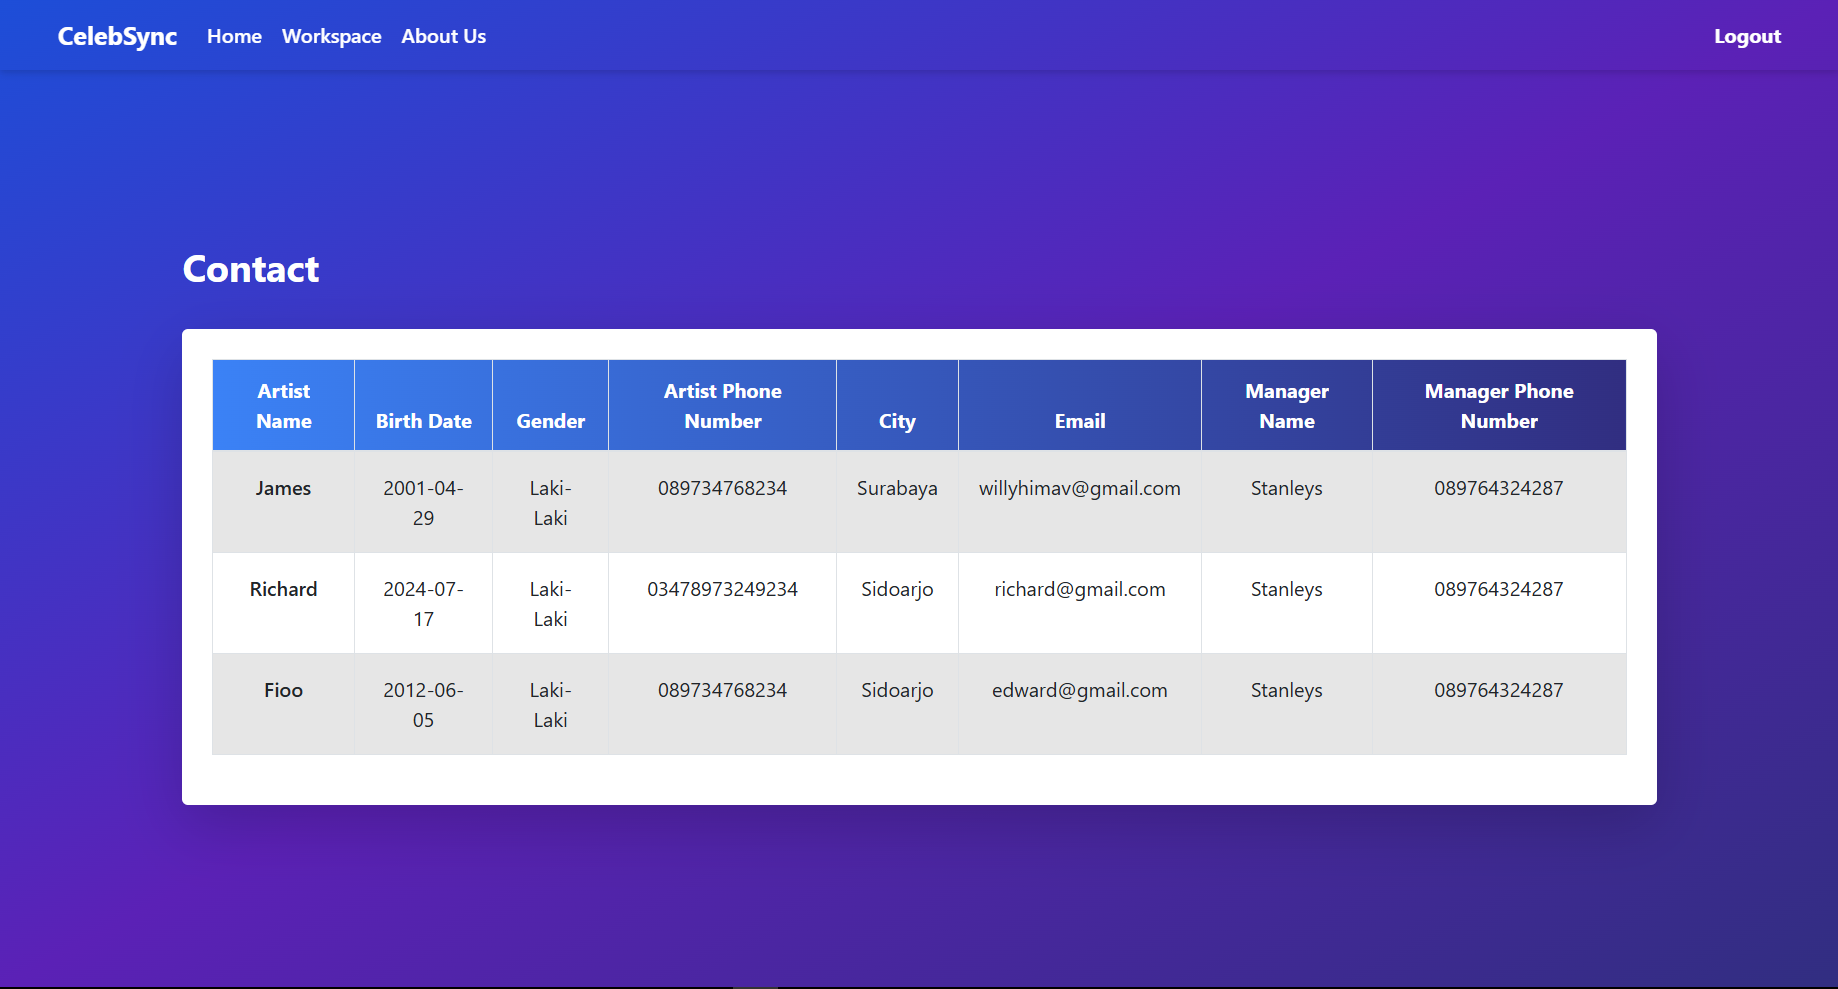 CelebSync Home Workspace About Us Logout
Contact
Artist Name Birth Date Gender Artist Phone Number City Email Manager Name Manager Phone Number
James 2001-04-29 Laki-Laki 089734768234 Surabaya willyhimav@gmail.com Stanleys 089764324287
Richard 2024-07-17 Laki-Laki 03478973249234 Sidoarjo richard@gmail.com Stanleys 089764324287
Fioo 2012-06-05 Laki-Laki 089734768234 Sidoarjo edward@gmail.com Stanleys 089764324287